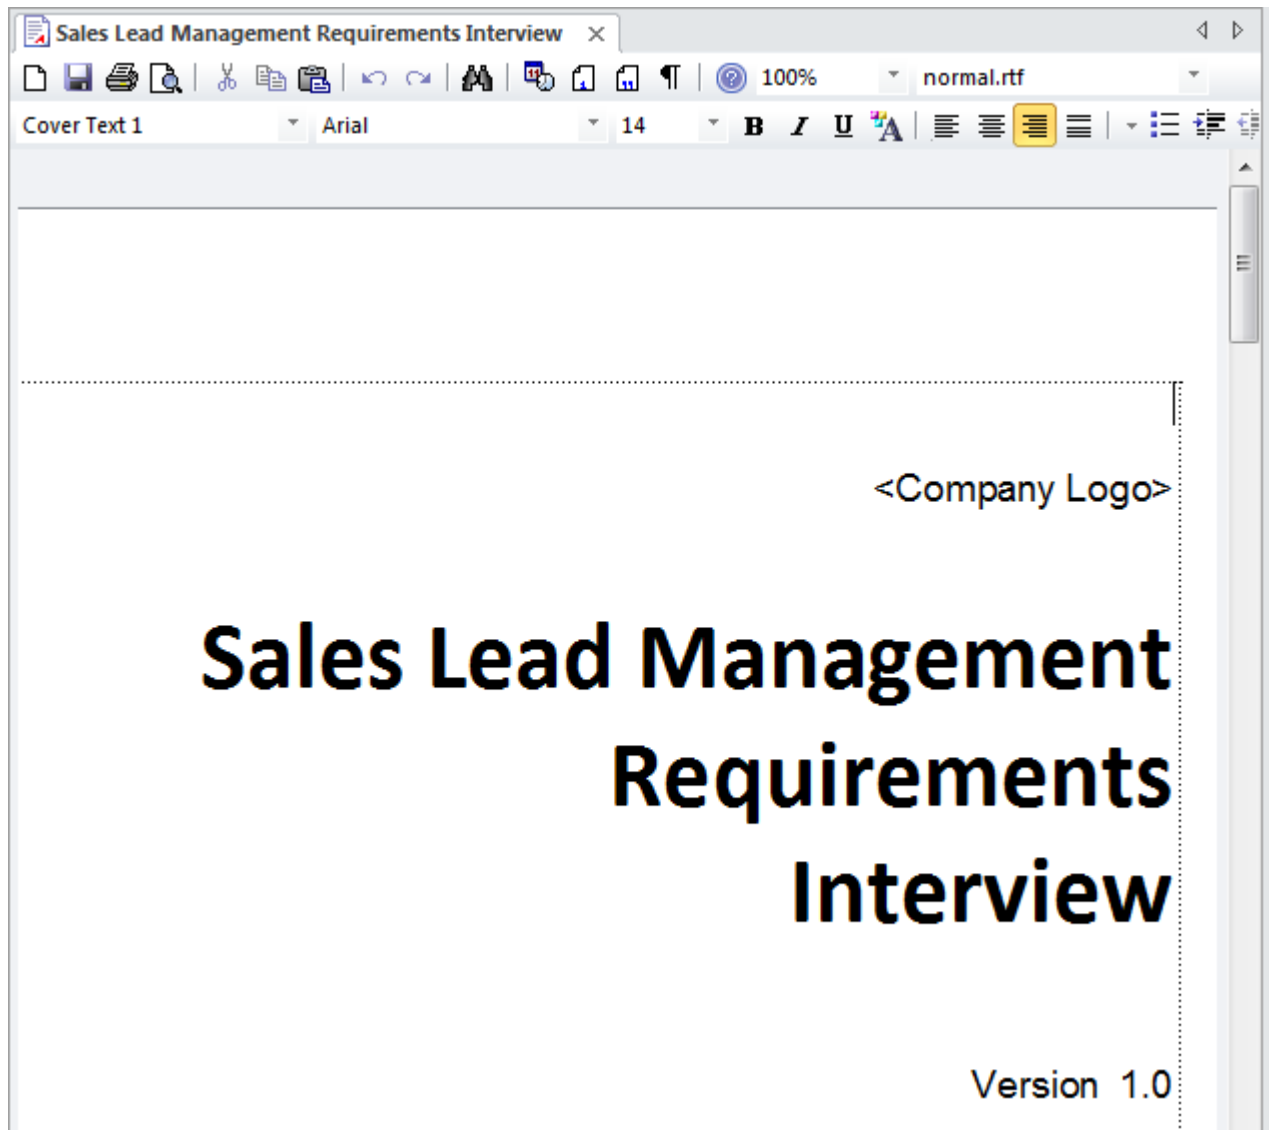 Sales Lead Management Requirements Interview
100%
normal.rtf
Cover Text 1
Arial
14
B I U A
<Company Logo>
Sales Lead Management
Requirements
Interview
Version 1.0